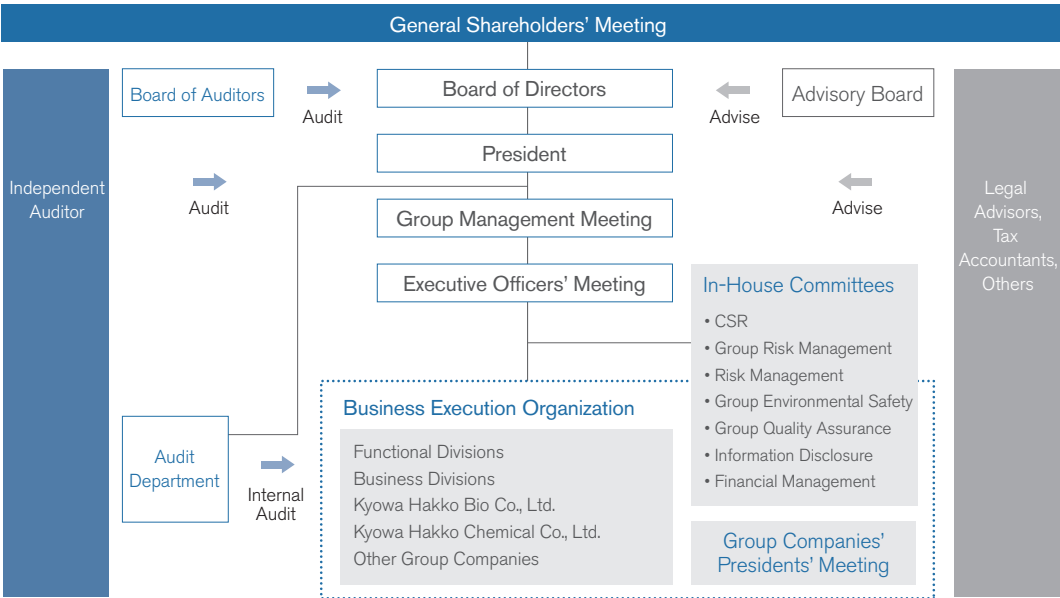 General Shareholders’ Meeting
Board of Auditors
Audit
Board of Directors
Advise
Advisory Board
President
Independent
Auditor
Audit
Advise
Legal
Advisors,
Tax
Accountants,
Others
Group Management Meeting
Executive Officers’ Meeting
In-House Committees
• CSR
• Group Risk Management
• Risk Management
• Group Environmental Safety
• Group Quality Assurance
• Information Disclosure
• Financial Management
Business Execution Organization
Functional Divisions
Business Divisions
Kyowa Hakko Bio Co., Ltd.
Kyowa Hakko Chemical Co., Ltd.
Other Group Companies
Audit
Department
Internal
Audit
Group Companies’
Presidents’ Meeting